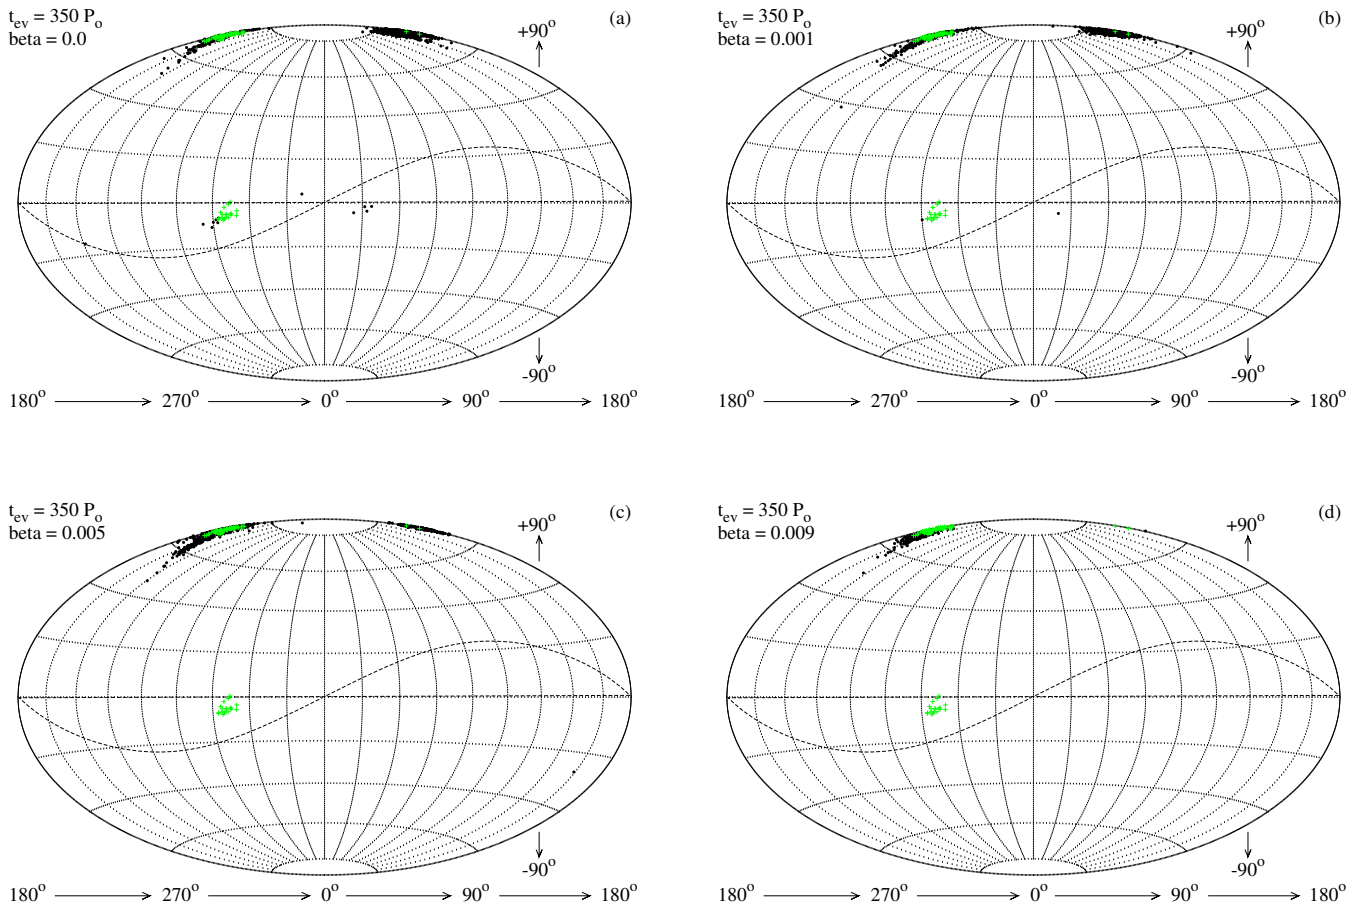 t_ev = 350 P_o
beta = 0.0
(a)
+90°
-90°
180° 270° 0° 90° 180°
t_ev = 350 P_o
beta = 0.001
(b)
+90°
-90°
180° 270° 0° 90° 180°
t_ev = 350 P_o
beta = 0.005
(c)
+90°
-90°
180° 270° 0° 90° 180°
t_ev = 350 P_o
beta = 0.009
(d)
+90°
-90°
180° 270° 0° 90° 180°